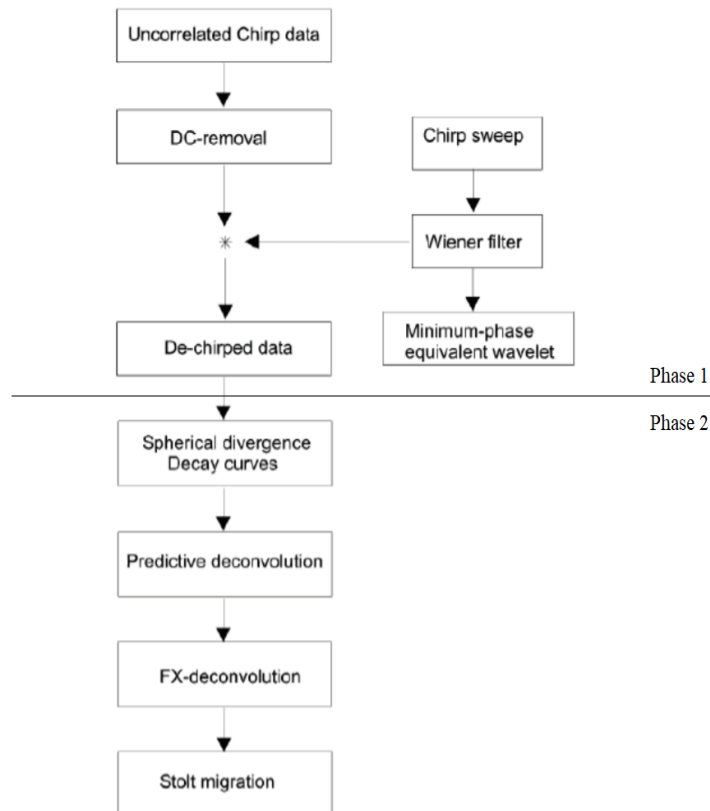 Uncorrelated Chirp data
DC-removal
Chirp sweep
*
Wiener filter
De-chirped data
Minimum-phase
equivalent wavelet
Phase 1
Phase 2
Spherical divergence
Decay curves
Predictive deconvolution
FX-deconvolution
Stolt migration